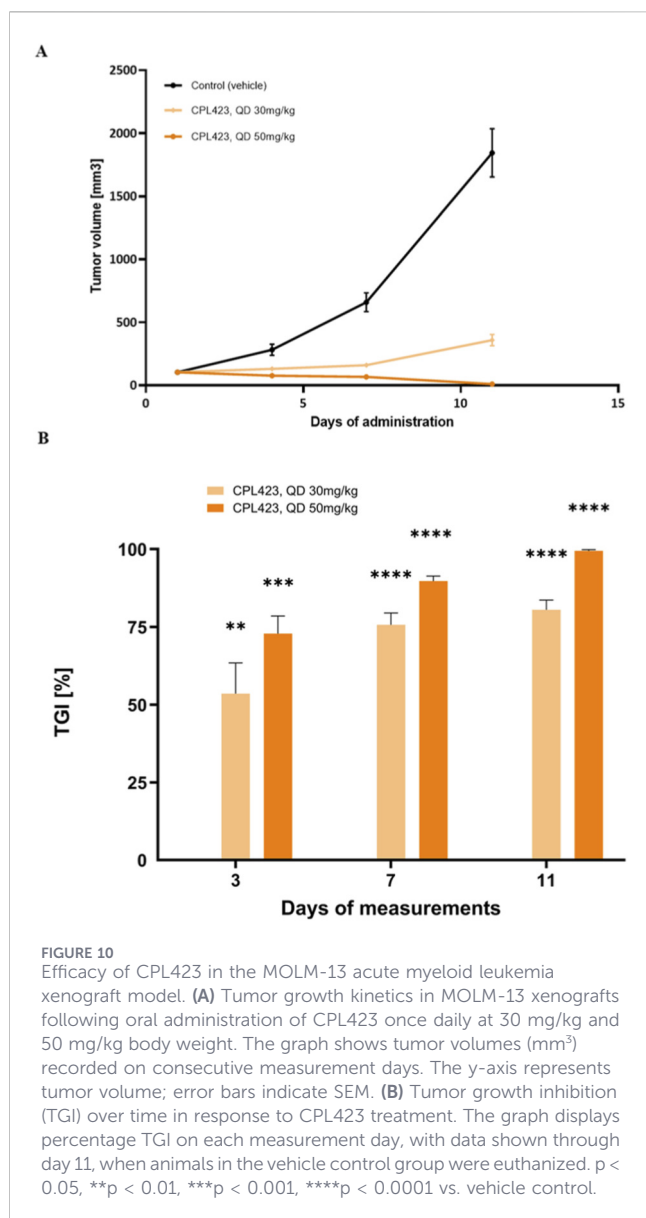 A
2500
2000
1500
1000
500
0
Tumor volume [mm3]
Control (vehicle)
CPL423, QD 30mg/kg
CPL423, QD 50mg/kg
0 5 10 15
Days of administration
B
CPL423, QD 30mg/kg
CPL423, QD 50mg/kg
100
75
50
25
0
TGI [%]
** *** **** **** **** ****
3 7 11
Days of measurements
FIGURE 10
Efficacy of CPL423 in the MOLM-13 acute myeloid leukemia
xenograft model. (A) Tumor growth kinetics in MOLM-13 xenografts
following oral administration of CPL423 once daily at 30 mg/kg and
50 mg/kg body weight. The graph shows tumor volumes (mm³)
recorded on consecutive measurement days. The y-axis represents
tumor volume; error bars indicate SEM. (B) Tumor growth inhibition
(TGI) over time in response to CPL423 treatment. The graph displays
percentage TGI on each measurement day, with data shown through
day 11, when animals in the vehicle control group were euthanized. p <
0.05, **p < 0.01, ***p < 0.001, ****p < 0.0001 vs. vehicle control.